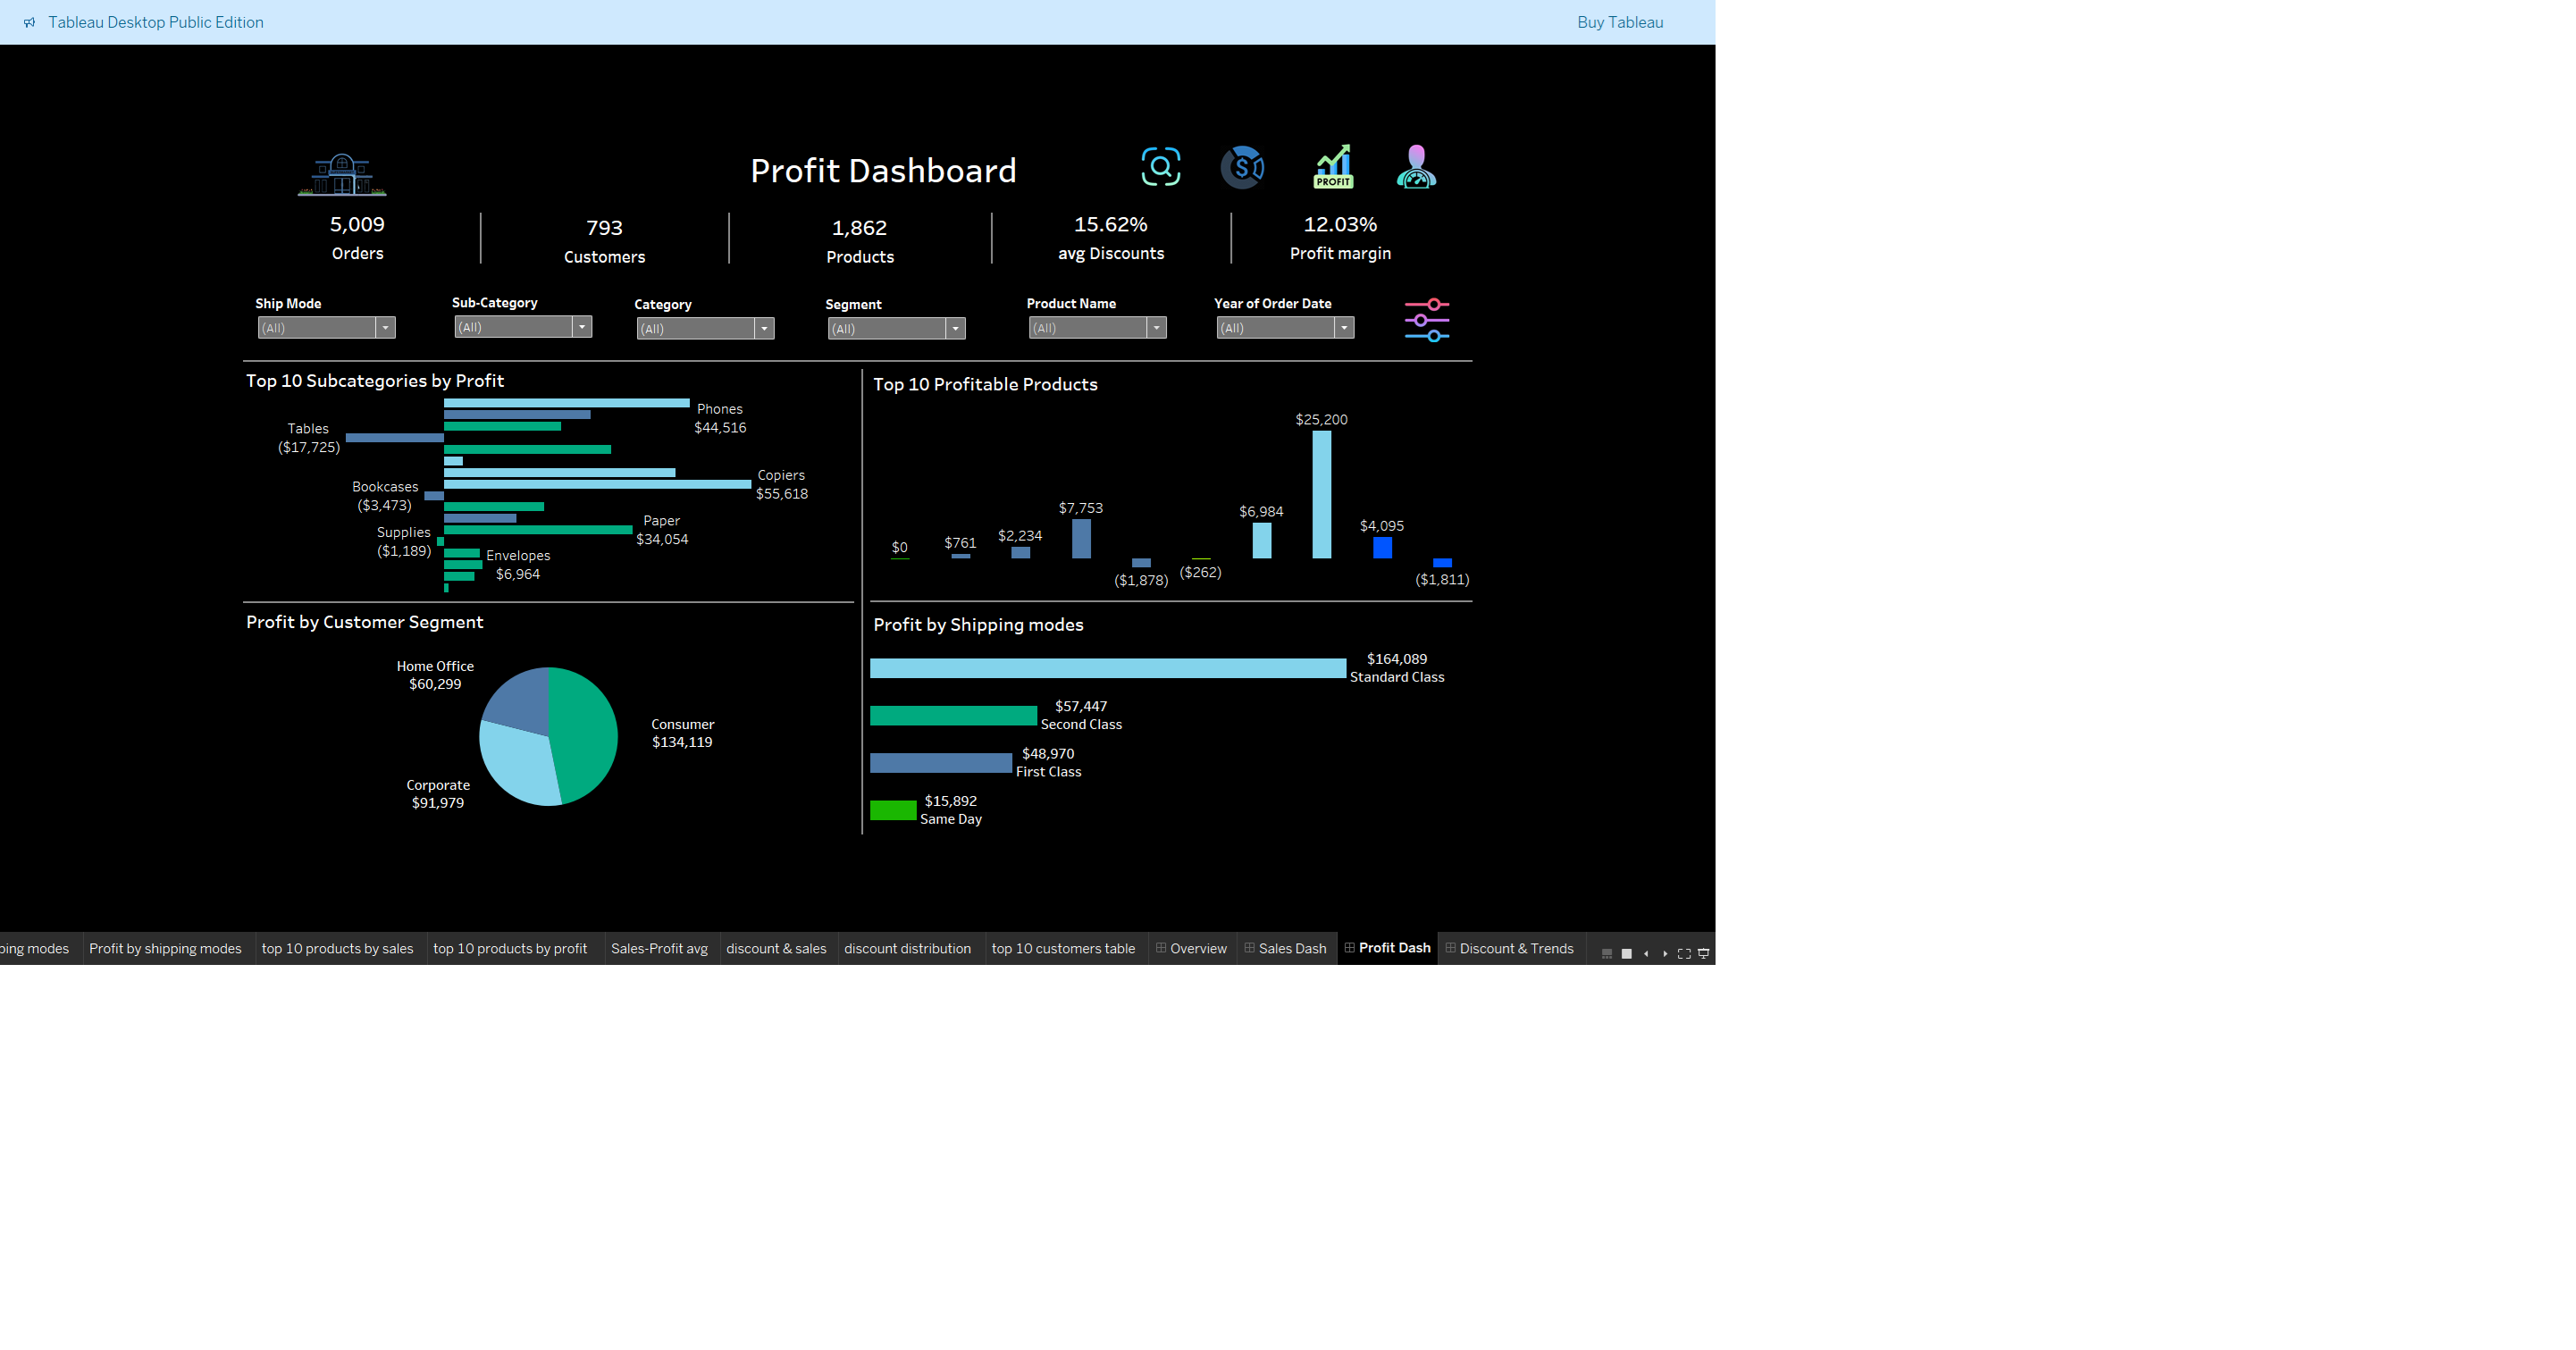 Tableau Desktop Public Edition
Buy Tableau
Profit Dashboard
PROFIT
5,009
Orders
793
Customers
1,862
Products
15.62%
avg Discounts
12.03%
Profit margin
Ship Mode
(All)
Sub-Category
(All)
Category
(All)
Segment
(All)
Product Name
(All)
Year of Order Date
(All)
Top 10 Subcategories by Profit
Phones
$44,516
Tables
($17,725)
Copiers
$55,618
Bookcases
($3,473)
Paper
$34,054
Supplies
($1,189)
Envelopes
$6,964
Top 10 Profitable Products
$0
$761
$2,234
$7,753
($1,878)
($262)
$6,984
$25,200
$4,095
($1,811)
Profit by Customer Segment
Home Office
$60,299
Consumer
$134,119
Corporate
$91,979
Profit by Shipping modes
$164,089
Standard Class
$57,447
Second Class
$48,970
First Class
$15,892
Same Day
ping modes
Profit by shipping modes
top 10 products by sales
top 10 products by profit
Sales-Profit avg
discount & sales
discount distribution
top 10 customers table
Overview
Sales Dash
Profit Dash
Discount & Trends